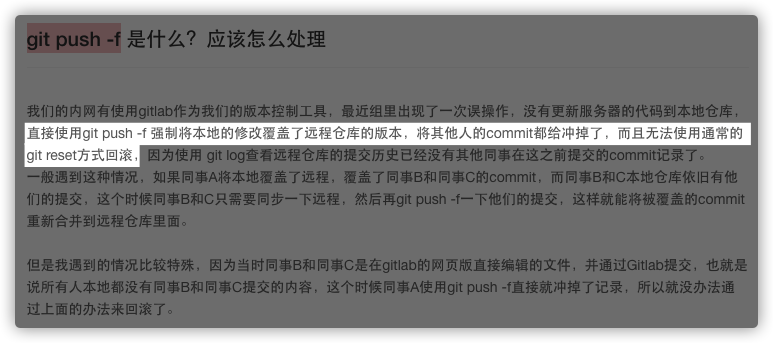 git push -f 是什么？应该怎么处理
我们的内网有使用gitlab作为我们的版本控制工具，最近组里出现了一次误操作，没有更新服务器的代码到本地仓库，
直接使用git push -f 强制将本地的修改覆盖了远程仓库的版本，将其他人的commit都给冲掉了，而且无法使用通常的
git reset方式回滚，因为使用 git log查看远程仓库的提交历史已经没有其他同事在这之前提交的commit记录了。
一般遇到这种情况，如果同事A将本地覆盖了远程，覆盖了同事B和同事C的commit，而同事B和C本地仓库依旧有他
们的提交，这个时候同事B和C只需要同步一下远程，然后再git push -f一下他们的提交，这样就能将被覆盖的commit
重新合并到远程仓库里面。
但是我遇到的情况比较特殊，因为当时同事B和同事C是在gitlab的网页版直接编辑的文件，并通过Gitlab提交，也就是
说所有人本地都没有同事B和同事C提交的内容，这个时候同事A使用git push -f直接就冲掉了记录，所以就没办法通
过上面的办法来回滚了。